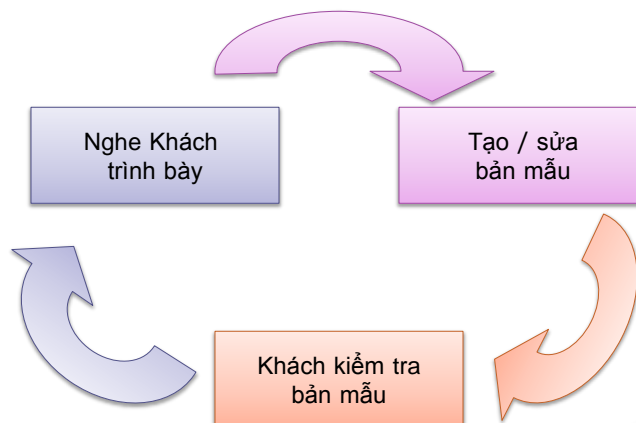 Nghe Khách
trình bày
Tạo / sửa
bản mẫu
Khách kiểm tra
bản mẫu